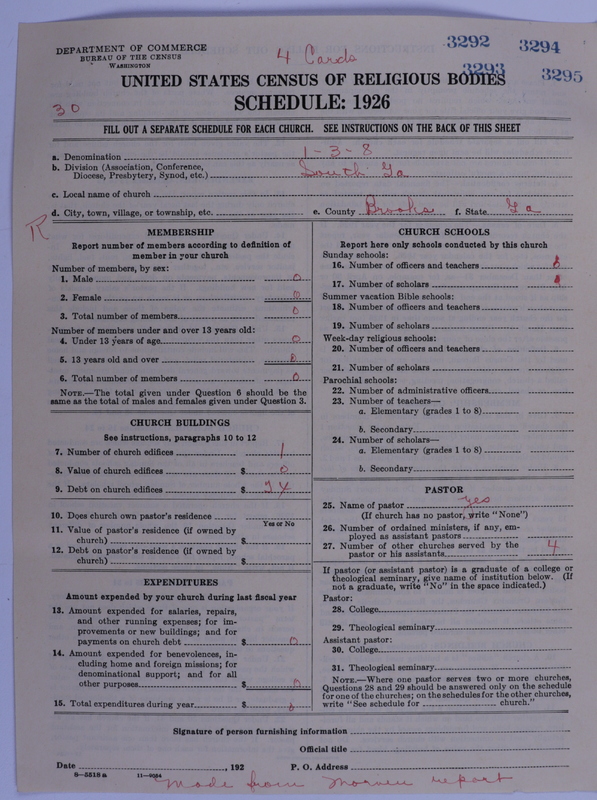 DEPARTMENT OF COMMERCE
BUREAU OF THE CENSUS
WASHINGTON
4 Cards
3292 3294
3293 3295
UNITED STATES CENSUS OF RELIGIOUS BODIES
30
SCHEDULE: 1926
FILL OUT A SEPARATE SCHEDULE FOR EACH CHURCH. SEE INSTRUCTIONS ON THE BACK OF THIS SHEET
a. Denomination 1-3-8
b. Division (Association, Conference,
Diocese, Presbytery, Synod, etc.) South Ga
c. Local name of church
d. City, town, village, or township, etc. e. County Brooks f. State Ga
R
MEMBERSHIP
Report number of members according to definition of
member in your church
Number of members, by sex:
1. Male 0
2. Female 0
3. Total number of members 0
Number of members under and over 13 years old:
4. Under 13 years of age 0
5. 13 years old and over 0
6. Total number of members 0
NOTE.—The total given under Question 6 should be
same as the total of males and females given under Question 3.
CHURCH BUILDINGS
See instructions, paragraphs 10 to 12
7. Number of church edifices 1
8. Value of church edifices $ 0
9. Debt on church edifices $
10. Does church own pastor's residence
Yes or No
11. Value of pastor's residence (if owned by
church) $
12. Debt on pastor's residence (if owned by
church) $
EXPENDITURES
Amount expended by your church during last fiscal year
13. Amount expended for salaries, repairs,
and other running expenses; for im-
provements or new buildings; and for
payments on church debt $ 0
14. Amount expended for benevolences, in-
cluding home and foreign missions; for
denominational support; and for all
other purposes $ 0
15. Total expenditures during year $ 0
CHURCH SCHOOLS
Report here only schools conducted by this church
Sunday schools:
16. Number of officers and teachers
17. Number of scholars
Summer vacation Bible schools:
18. Number of officers and teachers
19. Number of scholars
Week-day religious schools:
20. Number of officers and teachers
21. Number of scholars
Parochial schools:
22. Number of administrative officers
23. Number of teachers—
a. Elementary (grades 1 to 8)
b. Secondary
24. Number of scholars—
a. Elementary (grades 1 to 8)
b. Secondary
PASTOR
25. Name of pastor yes
(If church has no pastor, write "None")
26. Number of ordained ministers, if any, em-
ployed as assistant pastors
27. Number of other churches served by the
pastor or his assistants 4
If pastor (or assistant pastor) is a graduate of a college or
theological seminary, give name of institution below. (If
not a graduate, write "No" in the space indicated.)
Pastor:
28. College
29. Theological seminary
Assistant pastor:
30. College
31. Theological seminary
NOTE.—Where one pastor serves two or more churches,
Questions 28 and 29 should be answered only on the schedule
for one of the churches; on the schedules for the other churches,
write "See schedule for church."
Signature of person furnishing information
Official title
Date , 192 P. O. Address
8—5518 a 11—9064
Made from Morven report